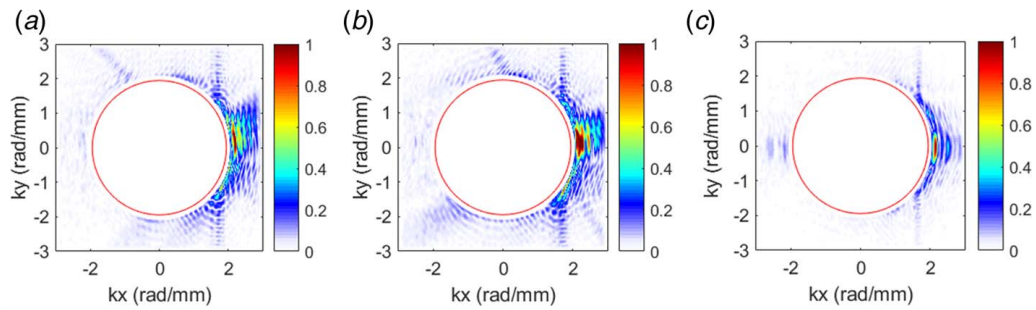 (a) (b) (c)
3 1 3 1 3 1
2 0.8 2 0.8 2 0.8
1 0.6 1 0.6 1 0.6
ky (rad/mm) 0 ky (rad/mm) 0 ky (rad/mm) 0
-1 0.4 -1 0.4 -1 0.4
-2 0.2 -2 0.2 -2 0.2
-3 0 -3 0 -3 0
-2 0 2 -2 0 2 -2 0 2
kx (rad/mm) kx (rad/mm) kx (rad/mm)